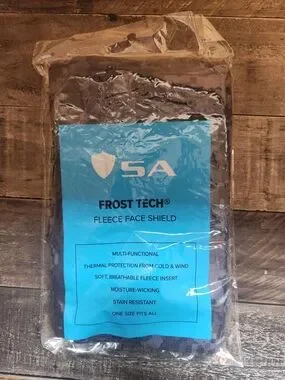 SA
FROST TECH®
FLEECE FACE SHIELD
MULTI-FUNCTIONAL
THERMAL PROTECTION FROM COLD & WIND
SOFT, BREATHABLE FLEECE INSERT
MOISTURE-WICKING
STAIN RESISTANT
ONE SIZE FITS ALL